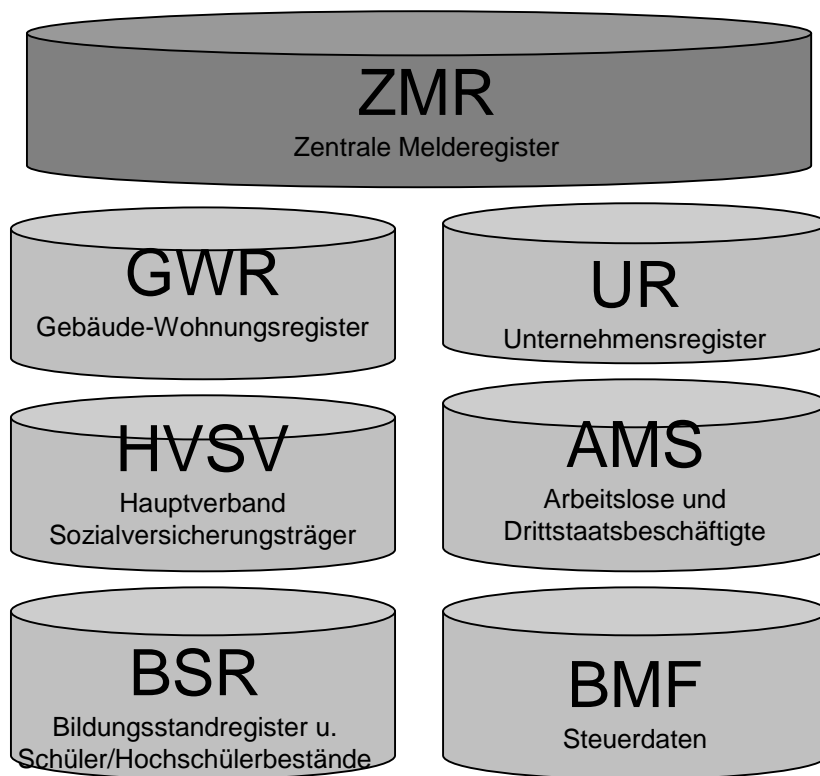 ZMR
Zentrale Melderegister
GWR
Gebäude-Wohnungsregister
UR
Unternehmensregister
HVSV
Hauptverband
Sozialversicherungsträger
AMS
Arbeitslose und
Drittstaatsbeschäftigte
BSR
Bildungsstandregister u.
Schüler/Hochschülerbestände
BMF
Steuerdaten